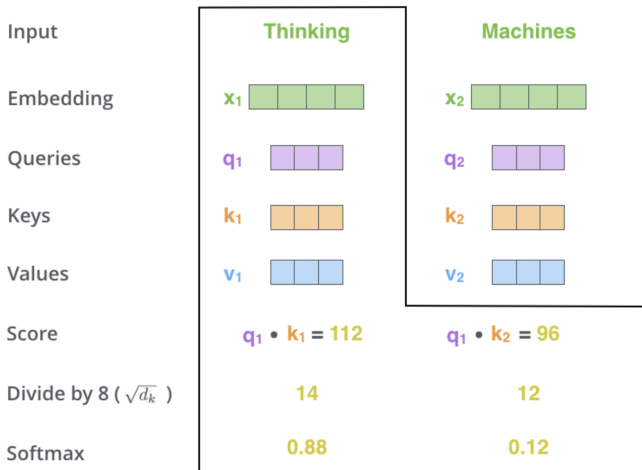 Input Thinking Machines
Embedding x₁ x₂
Queries q₁ q₂
Keys k₁ k₂
Values v₁ v₂
Score q₁ • k₁ = 112 q₁ • k₂ = 96
Divide by 8 ( √dₖ ) 14 12
Softmax 0.88 0.12